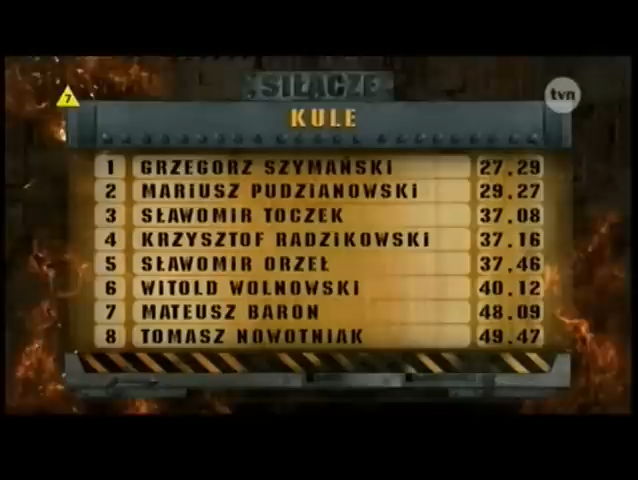 SIŁACZE
7
tvn
KULE
1 GRZEGORZ SZYMAŃSKI 27.29
2 MARIUSZ PUDZIANOWSKI 29.27
3 SŁAWOMIR TOCZEK 37.08
4 KRZYSZTOF RADZIKOWSKI 37.16
5 SŁAWOMIR ORZEŁ 37.46
6 WITOLD WOLNOWSKI 40.12
7 MATEUSZ BARON 48.09
8 TOMASZ NOWOTNIAK 49.47